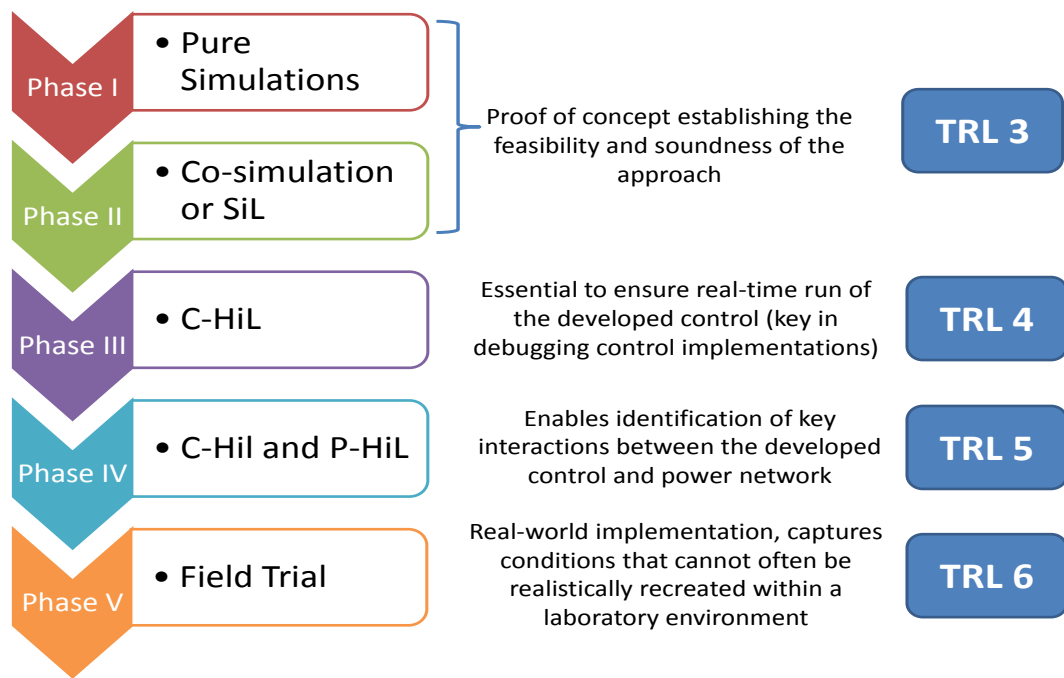 Phase I
• Pure
Simulations
Phase II
• Co-simulation
or SiL
Proof of concept establishing the
feasibility and soundness of the
approach
TRL 3
Phase III
• C-HiL
Essential to ensure real-time run of
the developed control (key in
debugging control implementations)
TRL 4
Phase IV
• C-Hil and P-HiL
Enables identification of key
interactions between the developed
control and power network
TRL 5
Phase V
• Field Trial
Real-world implementation, captures
conditions that cannot often be
realistically recreated within a
laboratory environment
TRL 6